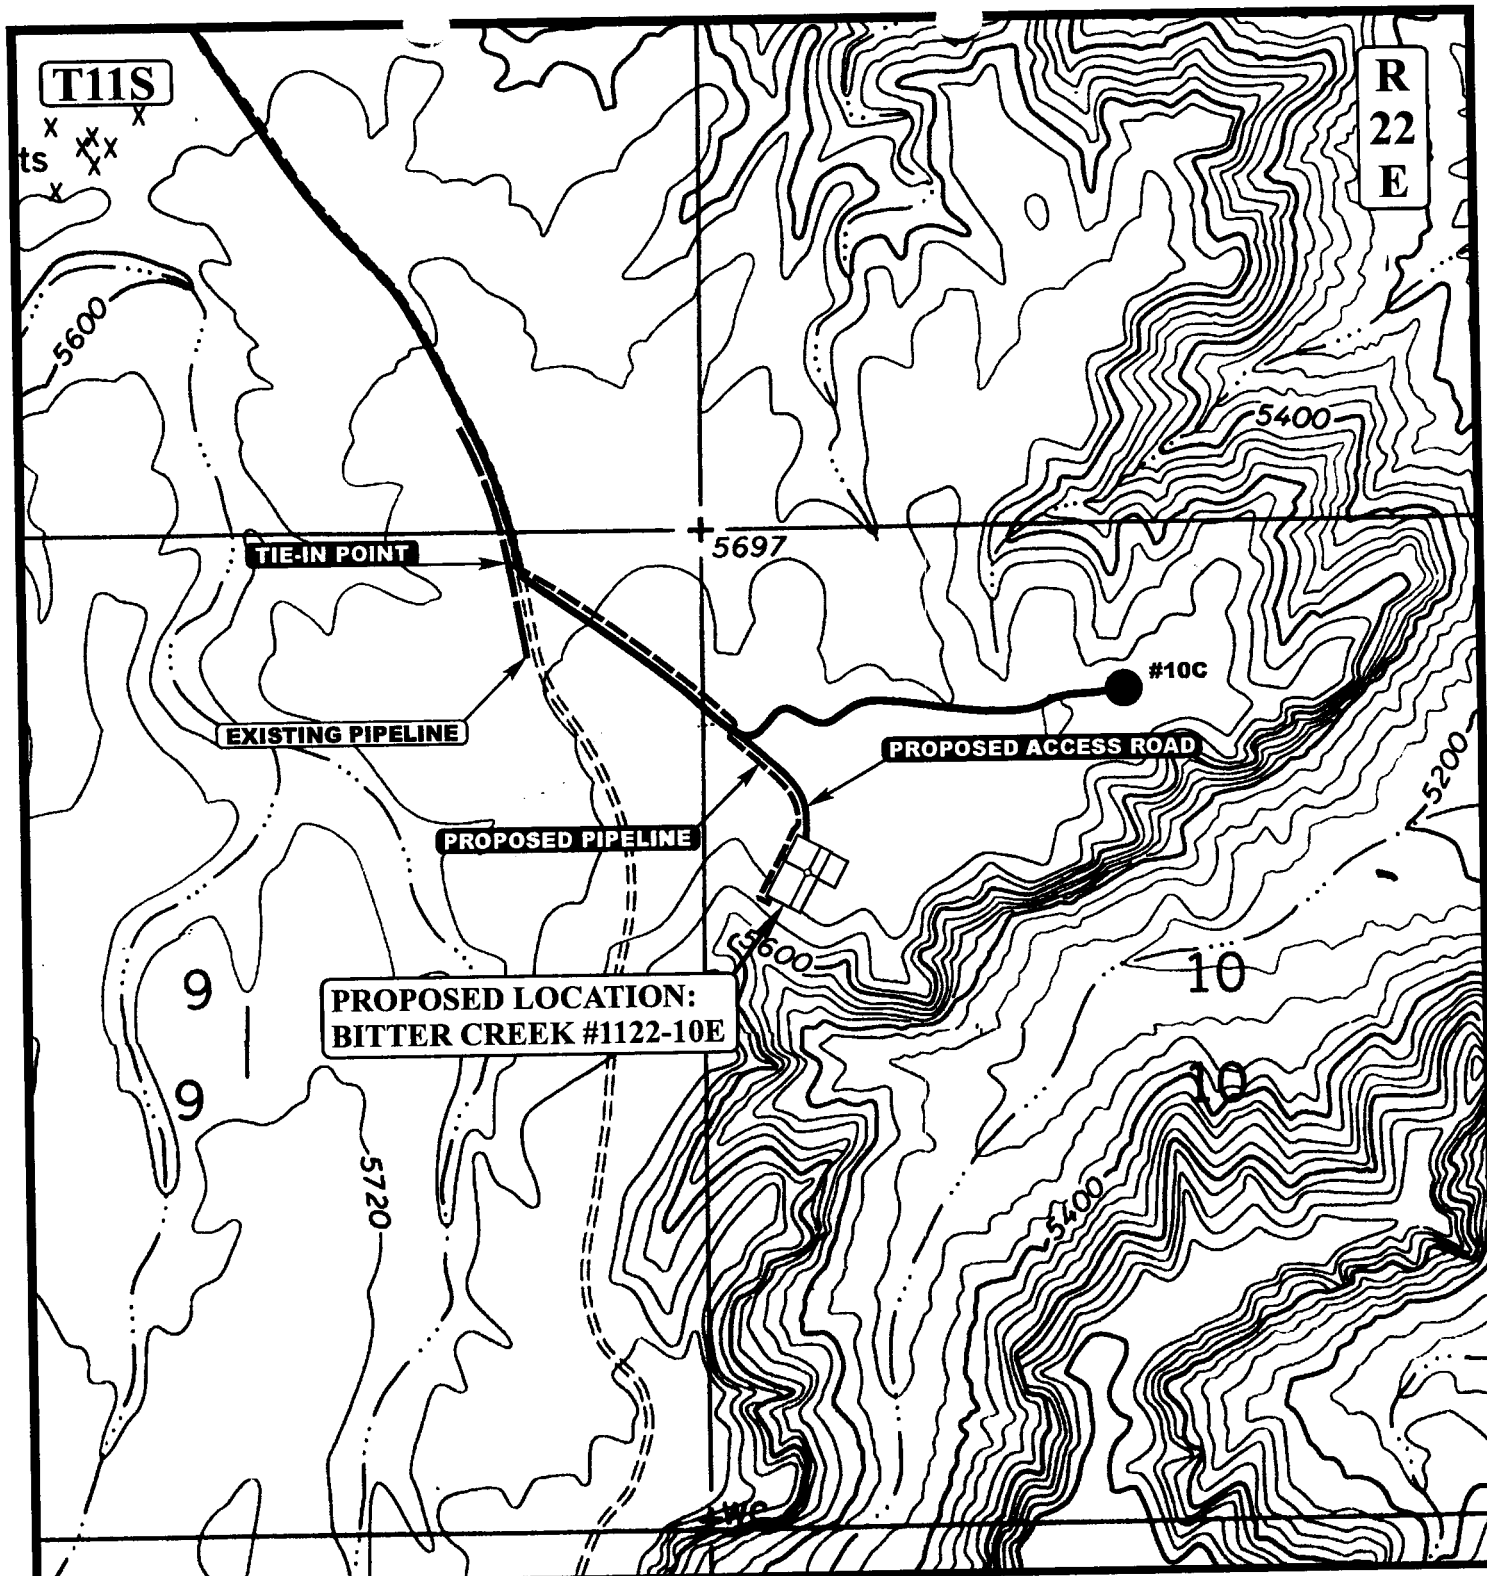 T11S
R
22
E
ts
5600
5400
TIE-IN POINT
5697
#10C
EXISTING PIPELINE
PROPOSED ACCESS ROAD
5200
PROPOSED PIPELINE
5600
9
10
PROPOSED LOCATION:
BITTER CREEK #1122-10E
10
9
5720
5400